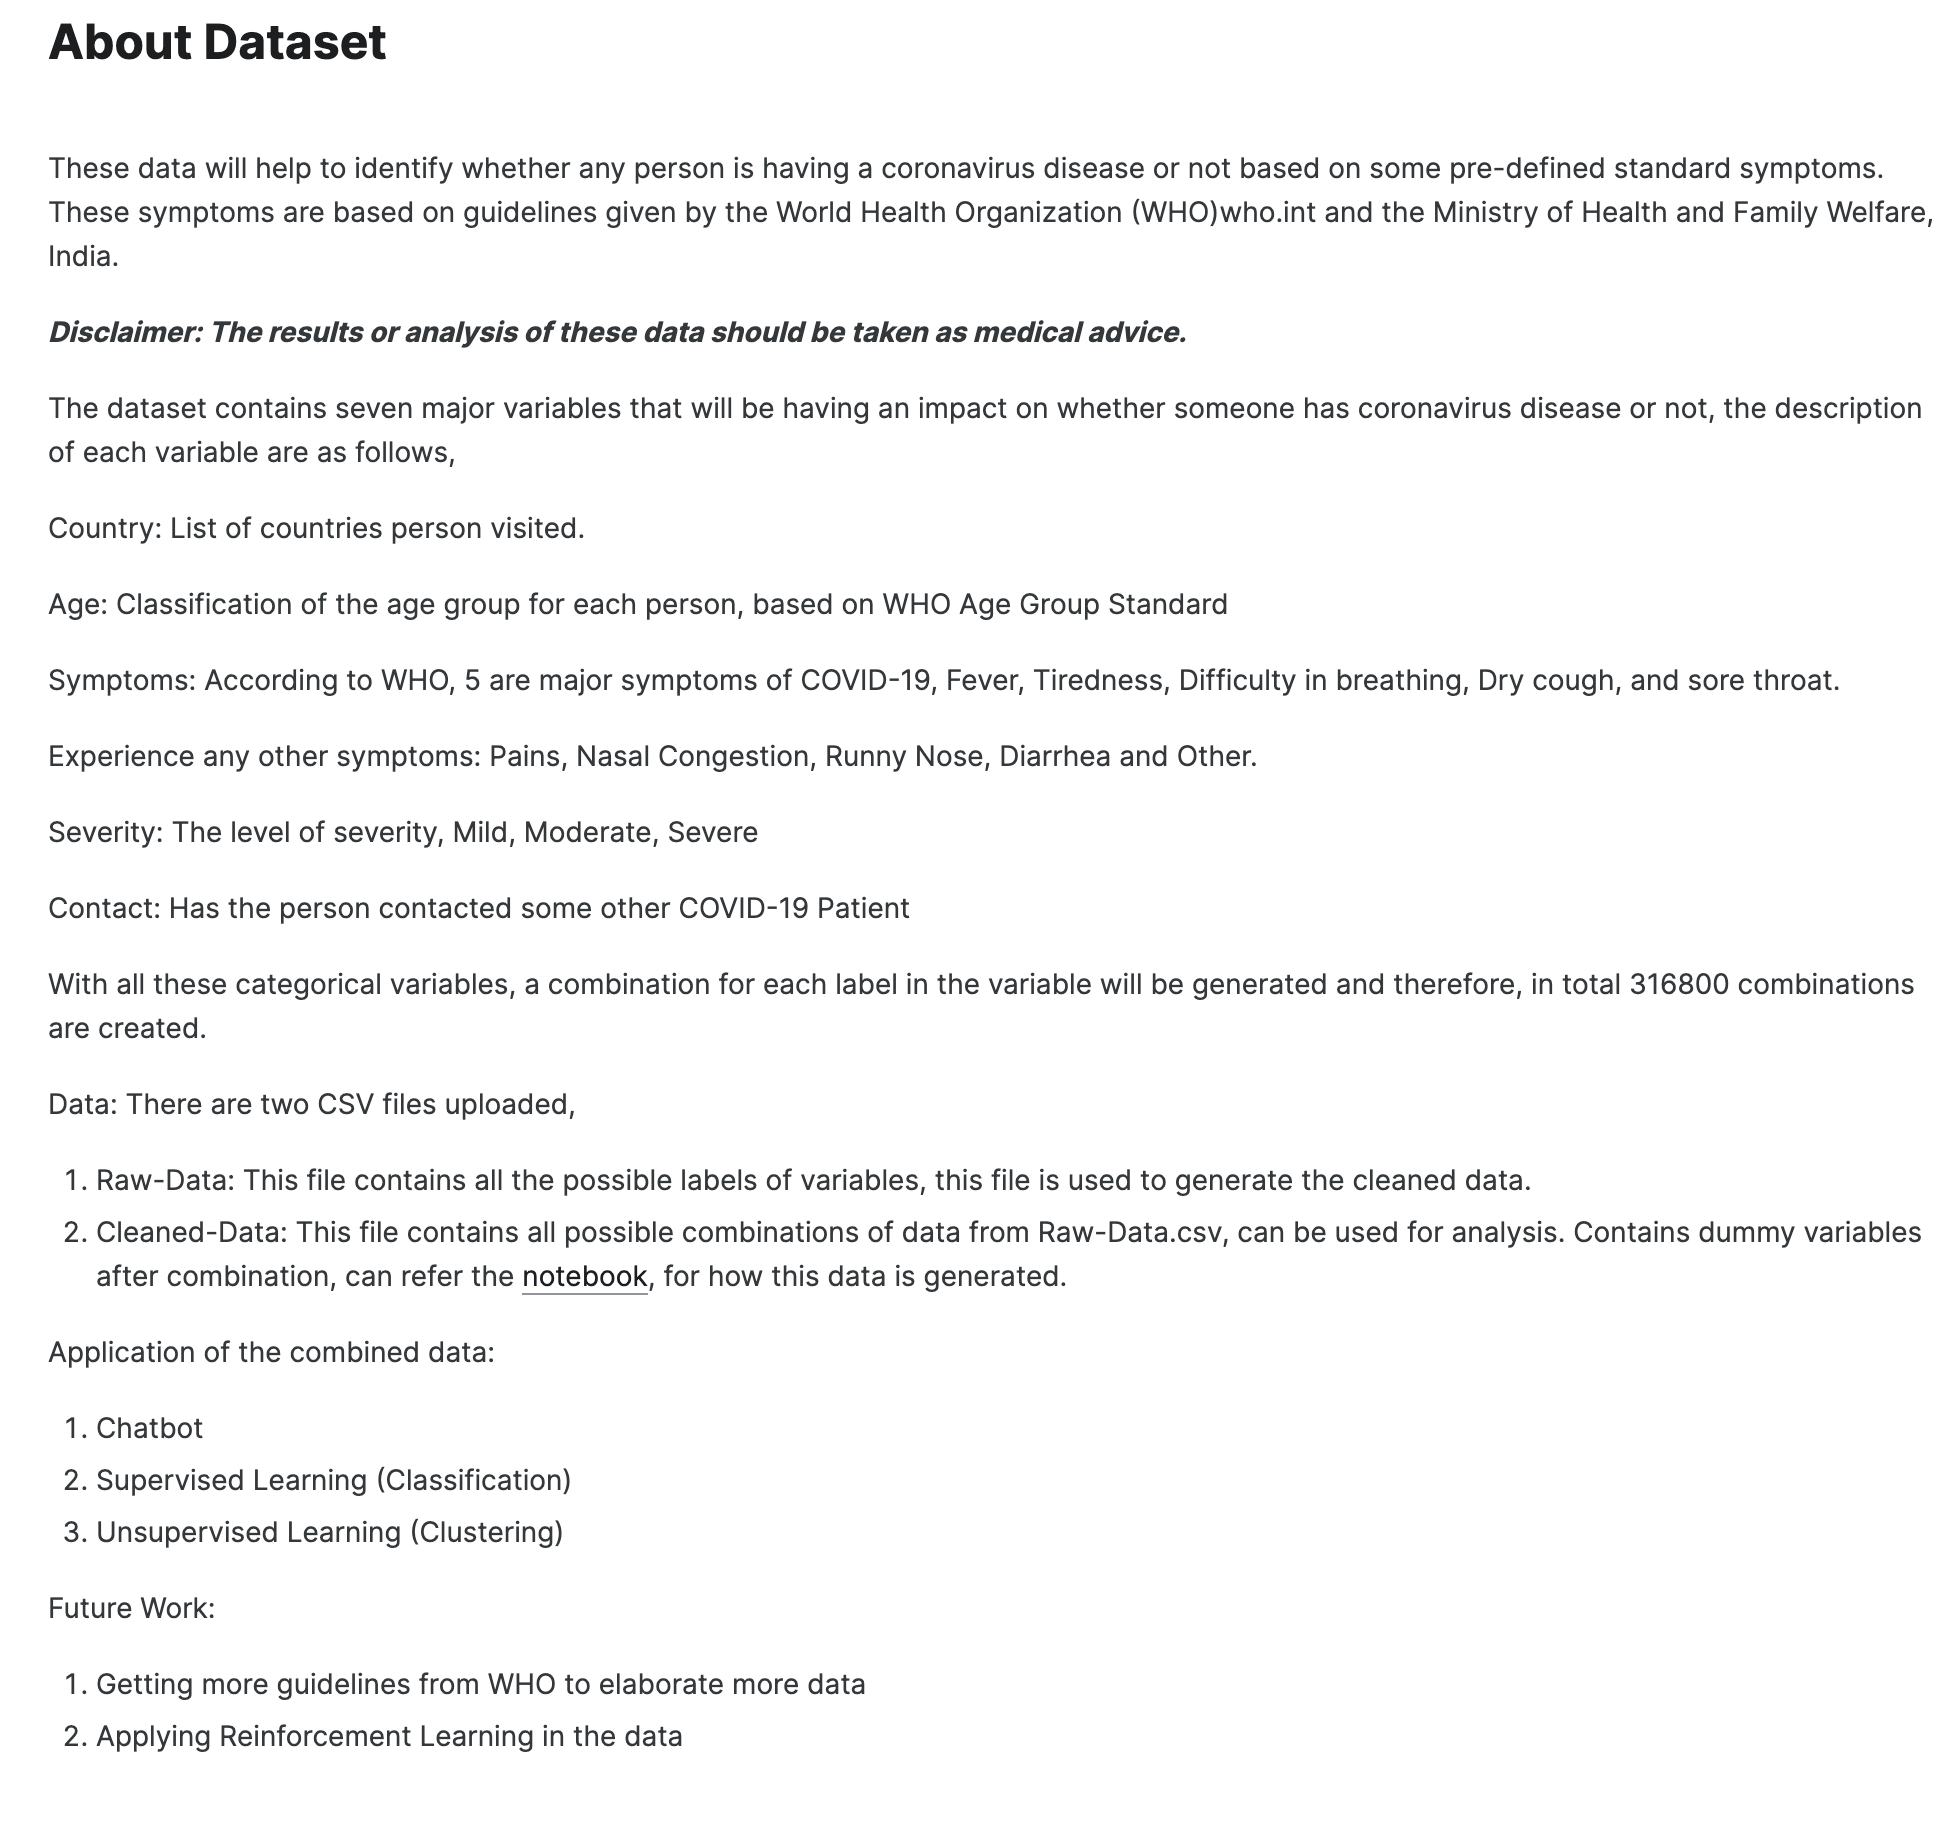 About Dataset
These data will help to identify whether any person is having a coronavirus disease or not based on some pre-defined standard symptoms.
These symptoms are based on guidelines given by the World Health Organization (WHO)who.int and the Ministry of Health and Family Welfare,
India.
Disclaimer: The results or analysis of these data should be taken as medical advice.
The dataset contains seven major variables that will be having an impact on whether someone has coronavirus disease or not, the description
of each variable are as follows,
Country: List of countries person visited.
Age: Classification of the age group for each person, based on WHO Age Group Standard
Symptoms: According to WHO, 5 are major symptoms of COVID-19, Fever, Tiredness, Difficulty in breathing, Dry cough, and sore throat.
Experience any other symptoms: Pains, Nasal Congestion, Runny Nose, Diarrhea and Other.
Severity: The level of severity, Mild, Moderate, Severe
Contact: Has the person contacted some other COVID-19 Patient
With all these categorical variables, a combination for each label in the variable will be generated and therefore, in total 316800 combinations
are created.
Data: There are two CSV files uploaded,
1. Raw-Data: This file contains all the possible labels of variables, this file is used to generate the cleaned data.
2. Cleaned-Data: This file contains all possible combinations of data from Raw-Data.csv, can be used for analysis. Contains dummy variables
after combination, can refer the notebook, for how this data is generated.
Application of the combined data:
1. Chatbot
2. Supervised Learning (Classification)
3. Unsupervised Learning (Clustering)
Future Work:
1. Getting more guidelines from WHO to elaborate more data
2. Applying Reinforcement Learning in the data